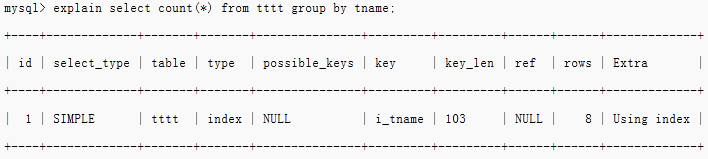 mysql> explain select count(*) from tttt group by tname;
+----+-------------+-------+-------+---------------+---------+---------+------+------+-------------+
| id | select_type | table | type  | possible_keys | key     | key_len | ref  | rows | Extra       |
+----+-------------+-------+-------+---------------+---------+---------+------+------+-------------+
|  1 | SIMPLE      | tttt  | index | NULL          | i_tname | 103     | NULL |    8 | Using index |
+----+-------------+-------+-------+---------------+---------+---------+------+------+-------------+